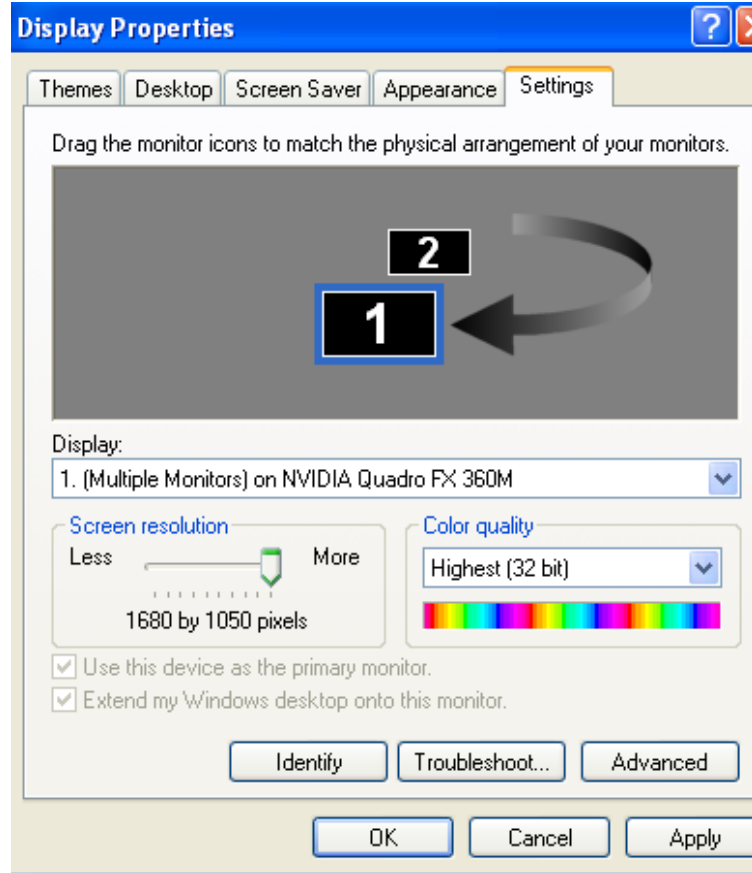 Display Properties
Themes Desktop Screen Saver Appearance Settings
Drag the monitor icons to match the physical arrangement of your monitors.
2
1
Display:
1. (Multiple Monitors) on NVIDIA Quadro FX 360M
Screen resolution Color quality
Less More Highest (32 bit)
1680 by 1050 pixels
Use this device as the primary monitor.
Extend my Windows desktop onto this monitor.
Identify Troubleshoot... Advanced
OK Cancel Apply